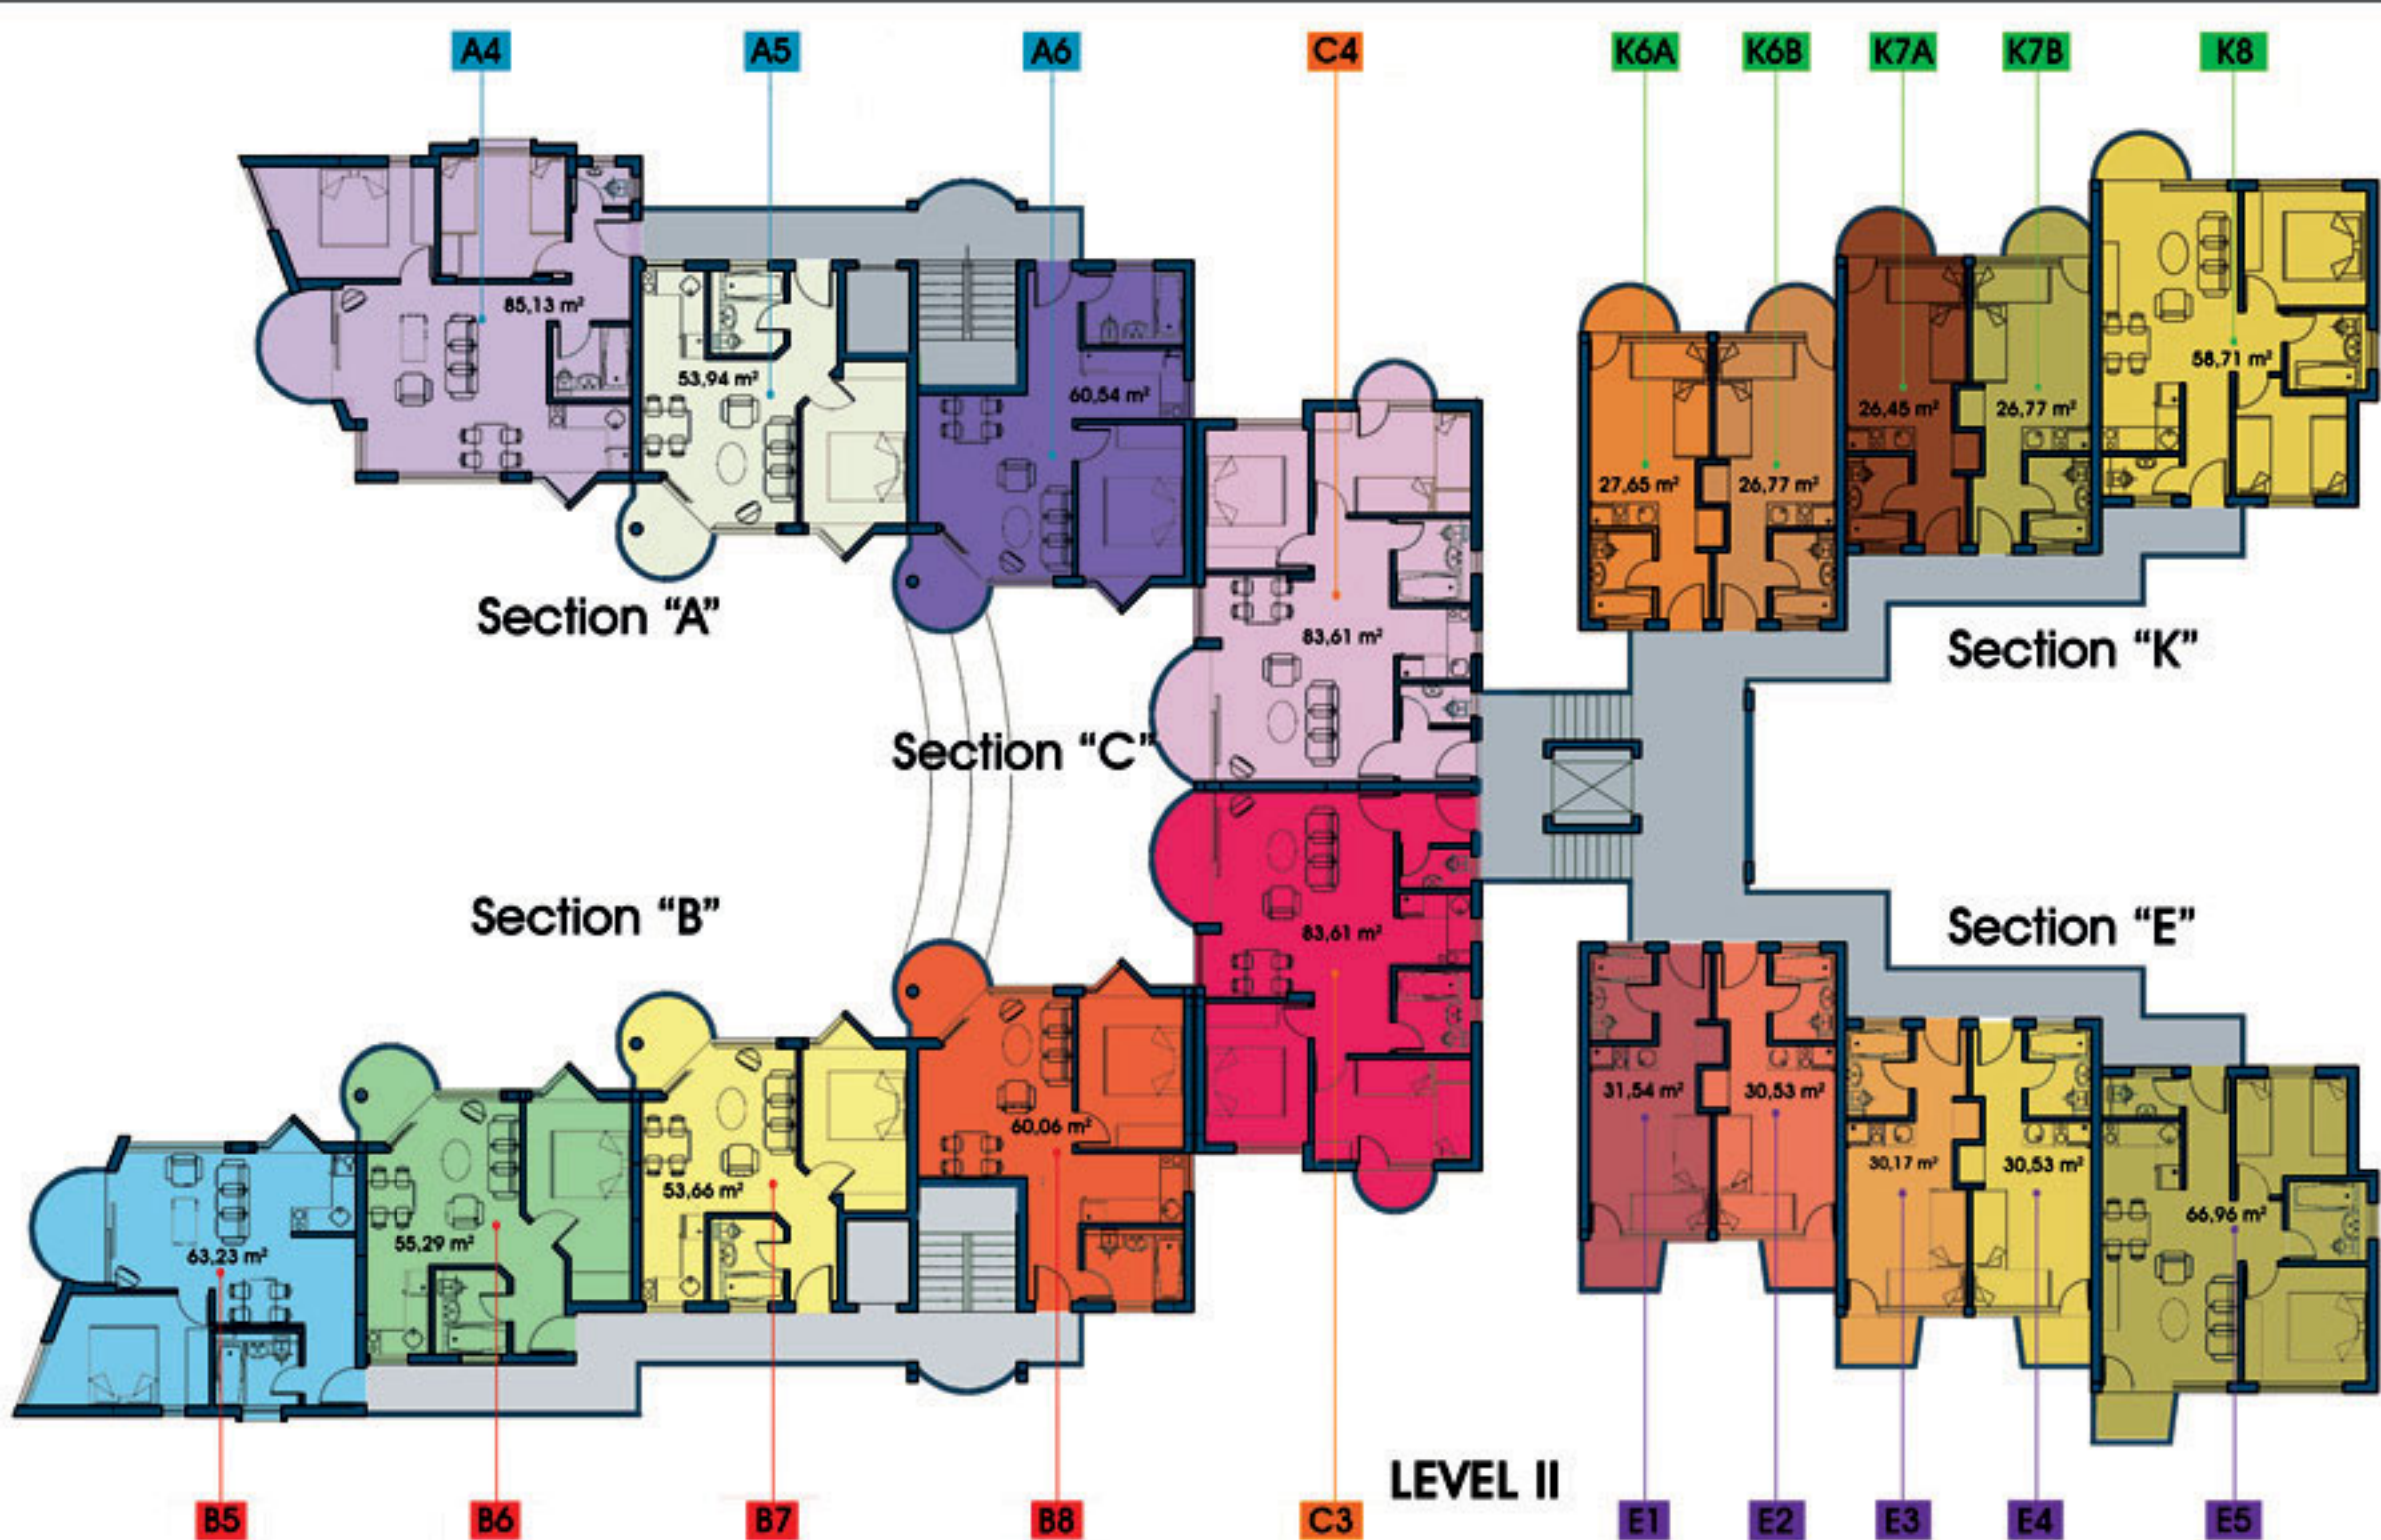 A4 A5 A6 C4 K6A K6B K7A K7B K8
85,13 m²
53,94 m²
60,54 m²
58,71 m²
26,45 m²
26,77 m²
27,65 m²
26,77 m²
Section “A”
83,61 m²
Section “K”
Section “C”
Section “B”
83,61 m²
Section “E”
31,54 m²
30,53 m²
60,06 m²
30,17 m²
30,53 m²
53,66 m²
66,96 m²
55,29 m²
63,23 m²
LEVEL II
B5 B6 B7 B8 C3 E1 E2 E3 E4 E5